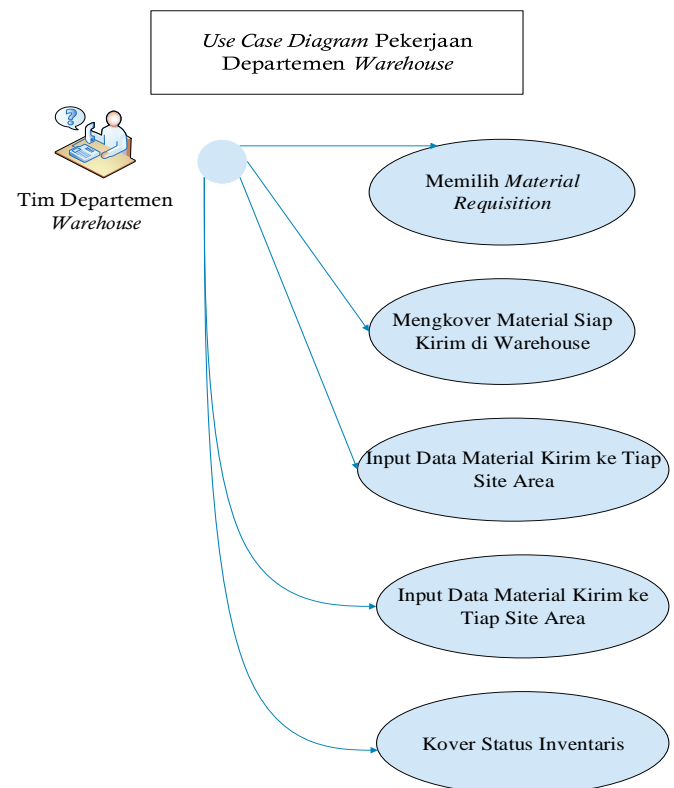 Use Case Diagram Pekerjaan
Departemen Warehouse
?
Tim Departemen
Warehouse
Memilih Material
Requisition
Mengkover Material Siap
Kirim di Warehouse
Input Data Material Kirim ke Tiap
Site Area
Input Data Material Kirim ke
Tiap Site Area
Kover Status Inventaris